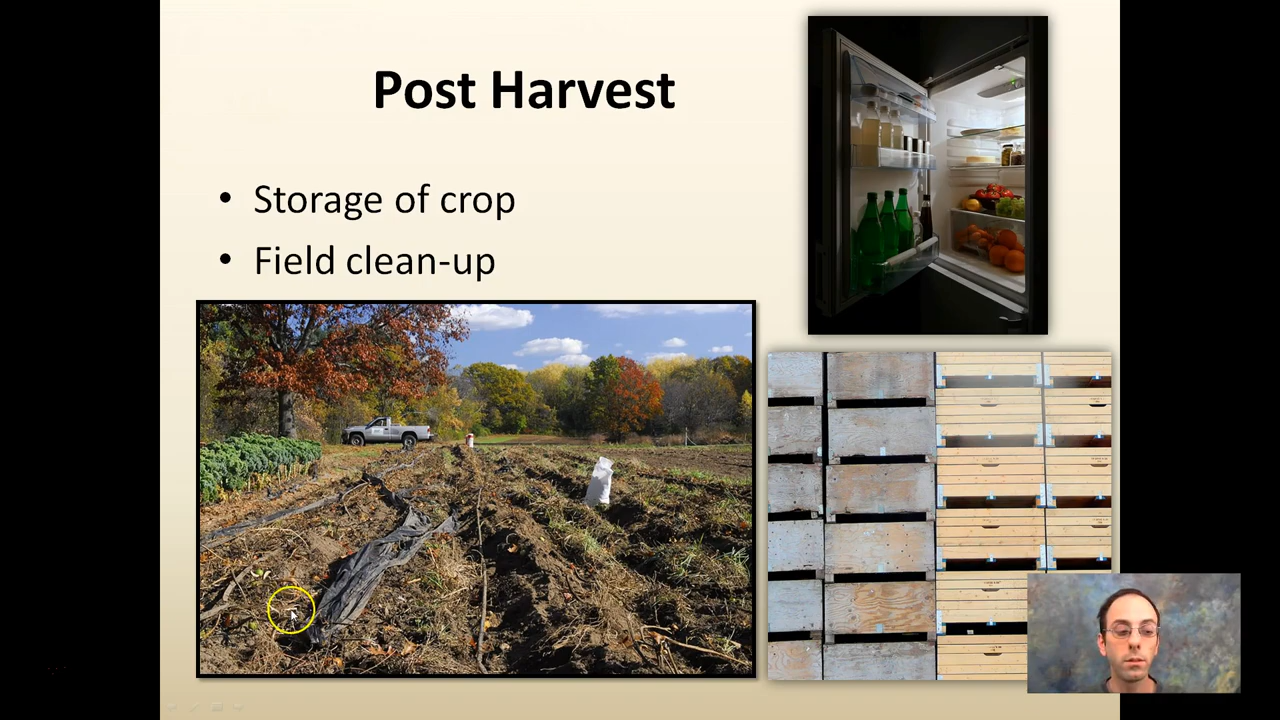 Post Harvest
• Storage of crop
• Field clean-up